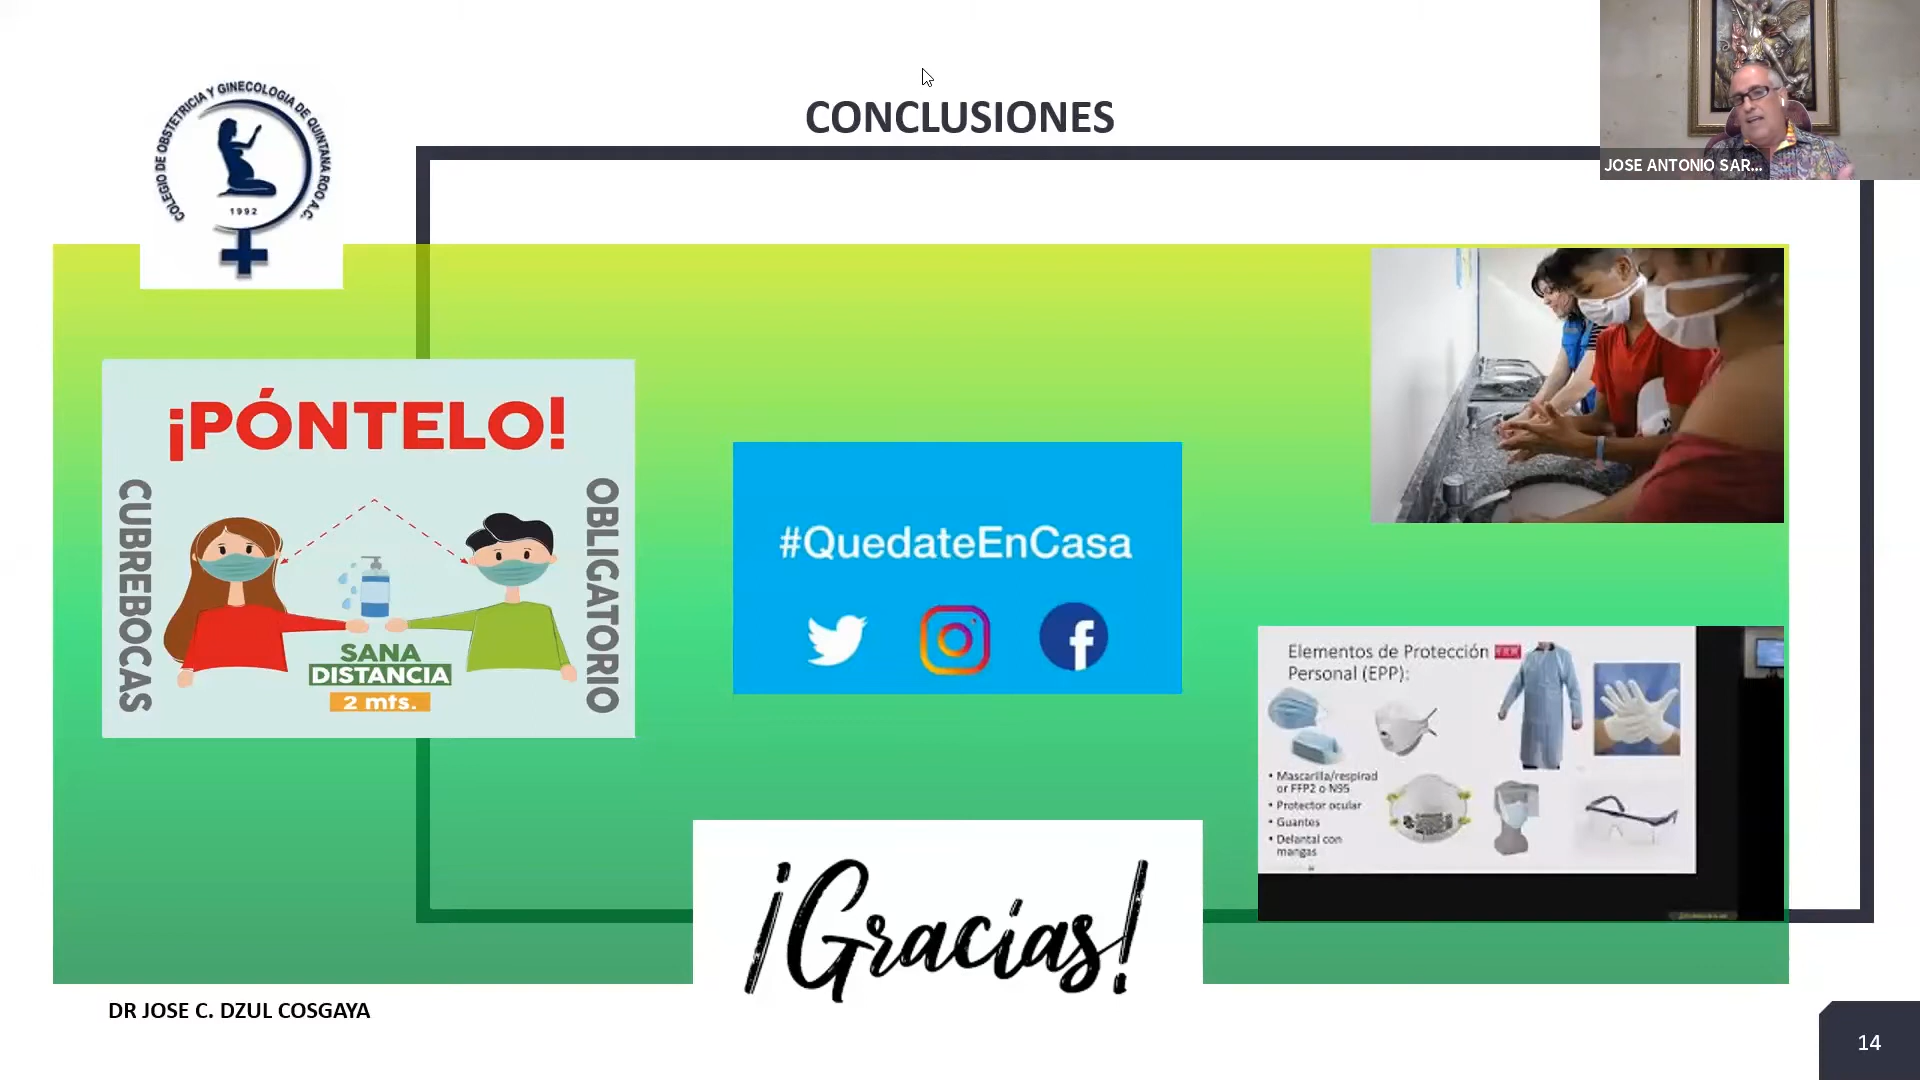 COLEGIO DE OBSTETRICIA Y GINECOLOGIA DE QUINTANA ROO A.C.
1992
CONCLUSIONES
JOSE ANTONIO SAR...
¡PÓNTELO!
CUBREBOCAS
OBLIGATORIO
SANA
DISTANCIA
2 mts.
#QuedateEnCasa
Elementos de Protección
Personal (EPP):
• Mascarilla/respirad
or FFP2 o N95
• Protector ocular
• Guantes
• Delantal con
mangas
¡Gracias!
DR JOSE C. DZUL COSGAYA
14